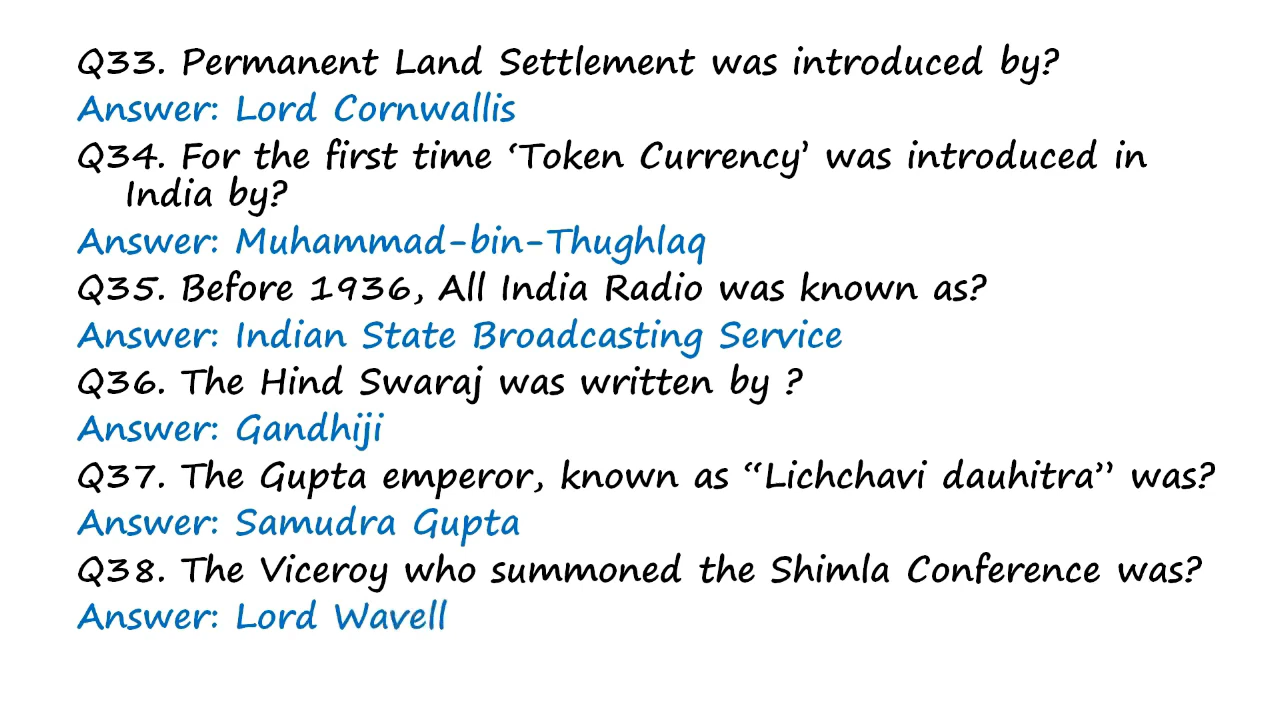 Q33. Permanent Land Settlement was introduced by?
Answer: Lord Cornwallis
Q34. For the first time ‘Token Currency’ was introduced in
India by?
Answer: Muhammad-bin-Thughlaq
Q35. Before 1936, All India Radio was known as?
Answer: Indian State Broadcasting Service
Q36. The Hind Swaraj was written by ?
Answer: Gandhiji
Q37. The Gupta emperor, known as “Lichchavi dauhitra” was?
Answer: Samudra Gupta
Q38. The Viceroy who summoned the Shimla Conference was?
Answer: Lord Wavell